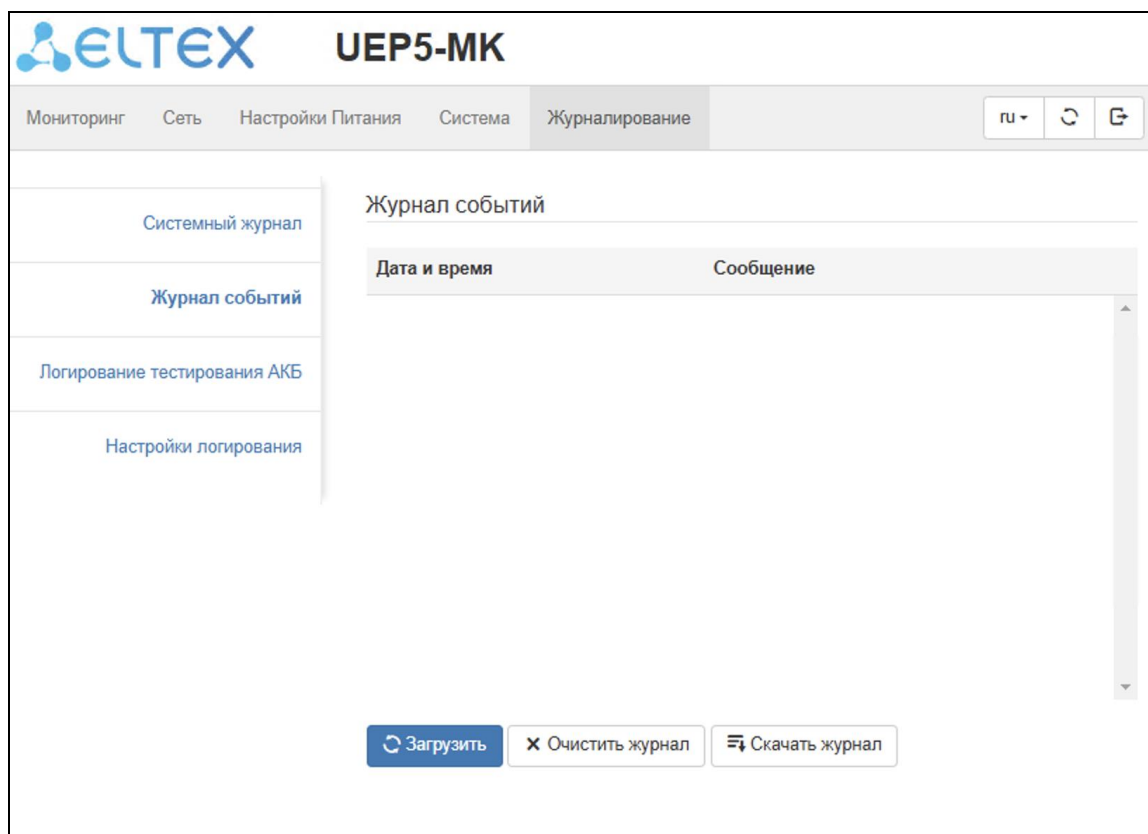 ELTEX UEP5-MK
Мониторинг Сеть Настройки Питания Система Журналирование ru
Системный журнал
Журнал событий
Логирование тестирования АКБ
Настройки логирования
Журнал событий
Дата и время Сообщение
Загрузить Очистить журнал Скачать журнал